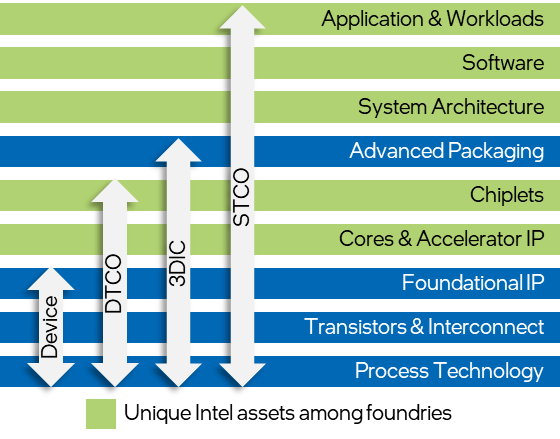 Application & Workloads
Software
System Architecture
Advanced Packaging
Chiplets
Cores & Accelerator IP
Foundational IP
Transistors & Interconnect
Process Technology
Device
DTCO
3DIC
STCO
Unique Intel assets among foundries